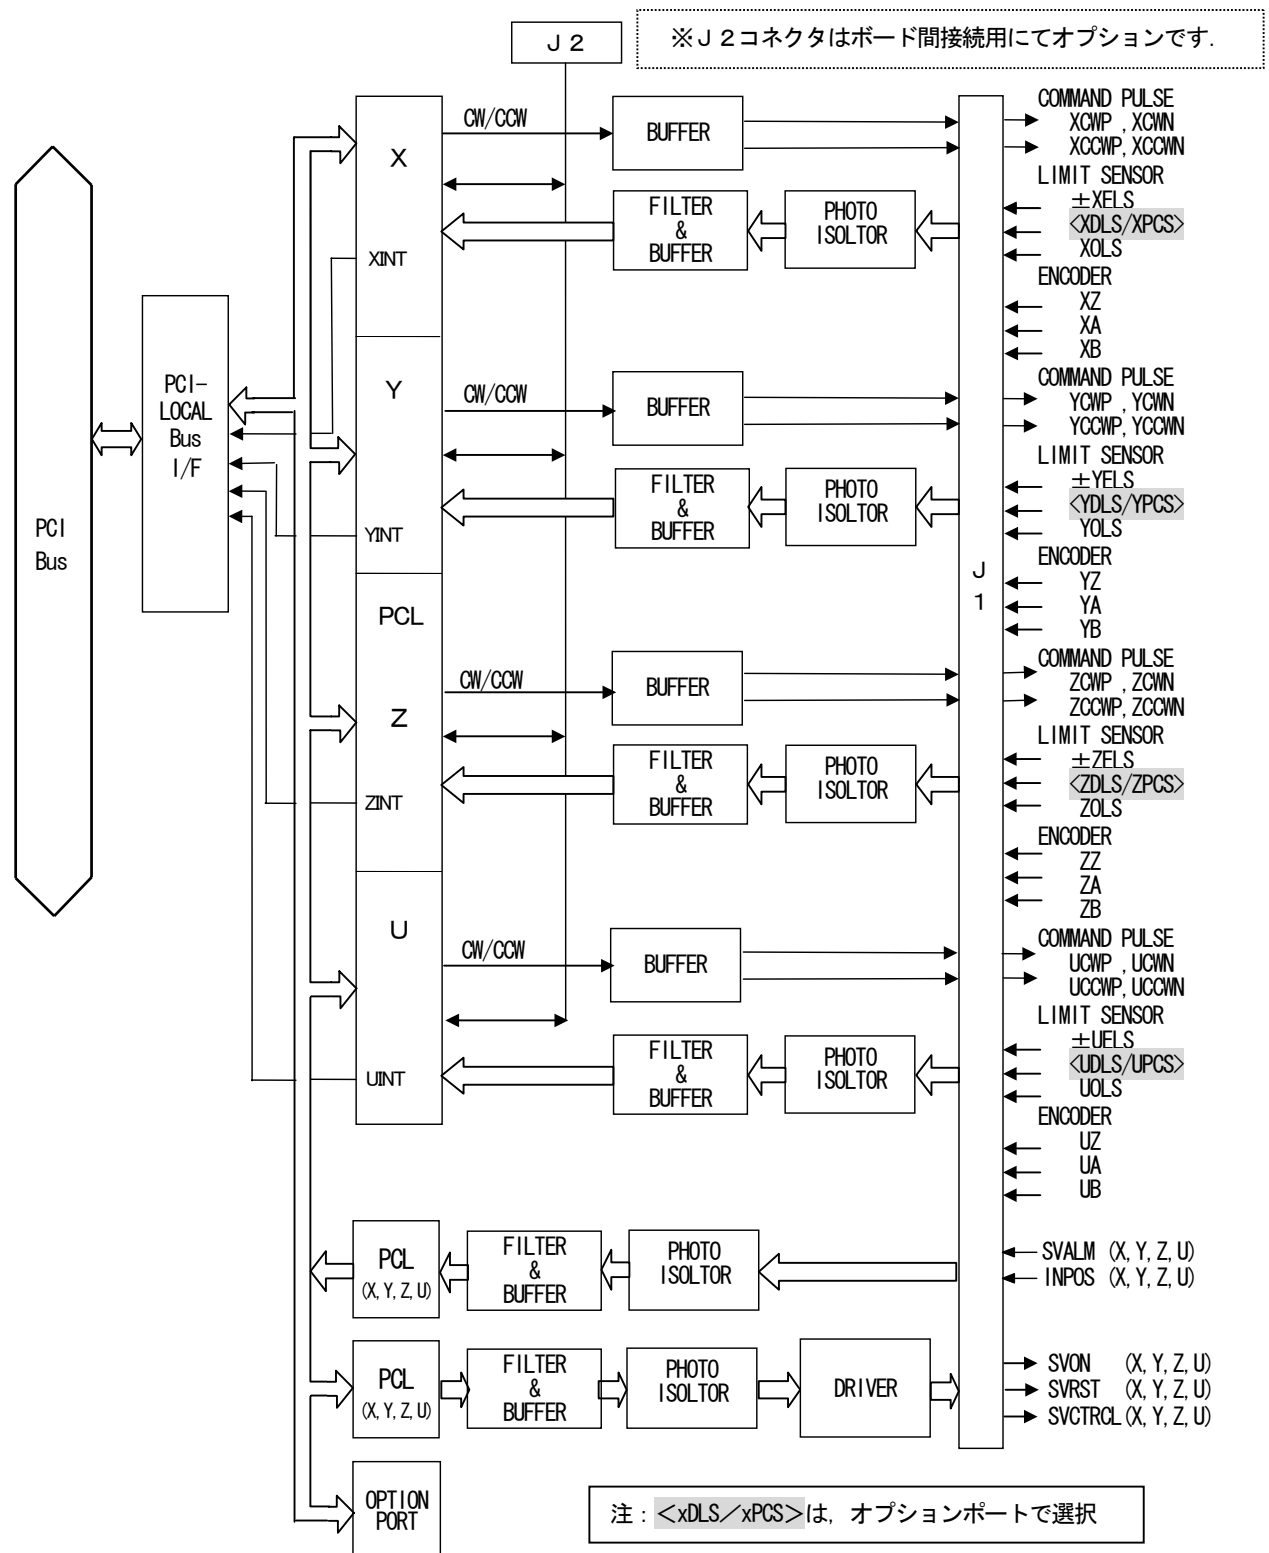 J2
※J2コネクタはボード間接続用にてオプションです.
X
CW/CCW
BUFFER
FILTER
&
BUFFER
PHOTO
ISOLTOR
XINT
COMMAND PULSE
XCWP ,XCWN
XCCWP,XCCWN
LIMIT SENSOR
±XELS
<XDLS/XPCS>
XOLS
ENCODER
XZ
XA
XB
PCI-
LOCAL
Bus
I/F
PCI
Bus
Y
CW/CCW
BUFFER
FILTER
&
BUFFER
PHOTO
ISOLTOR
YINT
COMMAND PULSE
YCWP ,YCWN
YCCWP,YCCWN
LIMIT SENSOR
±YELS
<YDLS/YPCS>
YOLS
ENCODER
YZ
YA
YB
J
1
PCL
Z
CW/CCW
BUFFER
FILTER
&
BUFFER
PHOTO
ISOLTOR
ZINT
COMMAND PULSE
ZCWP ,ZCWN
ZCCWP,ZCCWN
LIMIT SENSOR
±ZELS
<ZDLS/ZPCS>
ZOLS
ENCODER
ZZ
ZA
ZB
U
CW/CCW
BUFFER
FILTER
&
BUFFER
PHOTO
ISOLTOR
UINT
COMMAND PULSE
UCWP ,UCWN
UCCWP,UCCWN
LIMIT SENSOR
±UELS
<UDLS/UPCS>
UOLS
ENCODER
UZ
UA
UB
PCL
(X,Y,Z,U)
FILTER
&
BUFFER
PHOTO
ISOLTOR
SVALM (X,Y,Z,U)
INPOS (X,Y,Z,U)
PCL
(X,Y,Z,U)
FILTER
&
BUFFER
PHOTO
ISOLTOR
DRIVER
SVON (X,Y,Z,U)
SVRST (X,Y,Z,U)
SVCTRCL(X,Y,Z,U)
OPTION
PORT
注:<xDLS/xPCS>は,オプションポートで選択